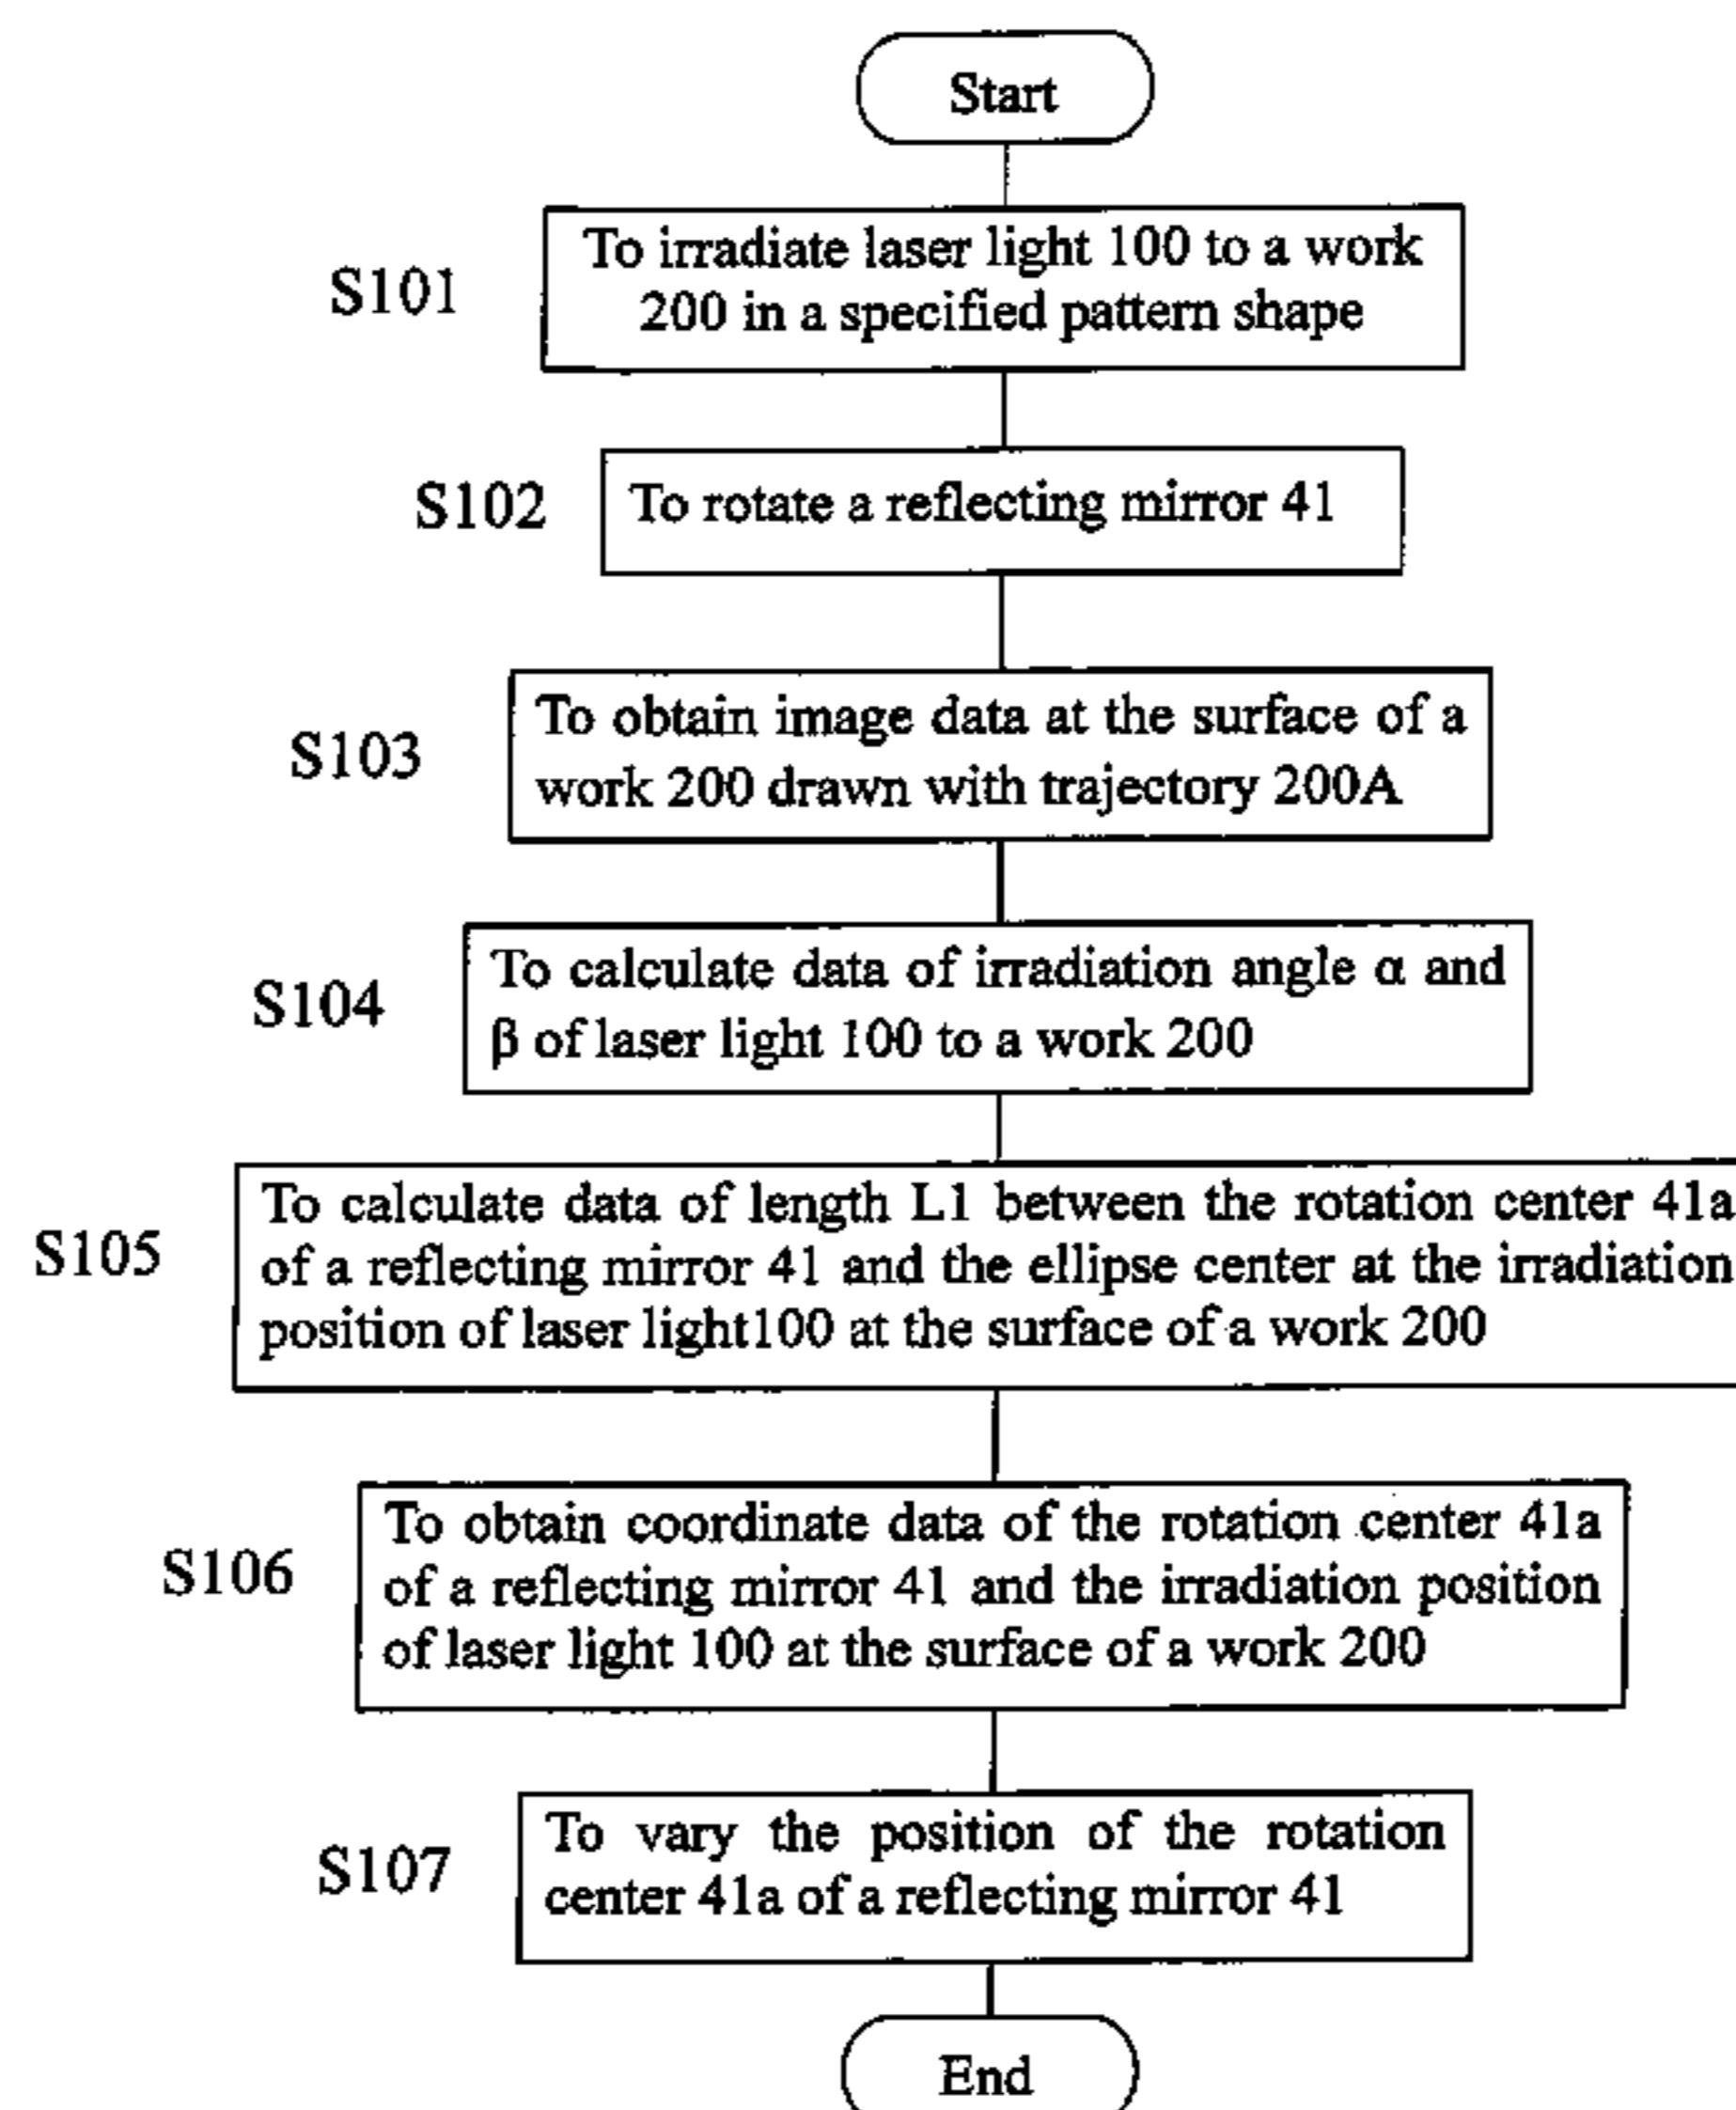 Start
S101
To irradiate laser light 100 to a work
200 in a specified pattern shape
S102
To rotate a reflecting mirror 41
S103
To obtain image data at the surface of a
work 200 drawn with trajectory 200A
S104
To calculate data of irradiation angle α and
β of laser light 100 to a work 200
S105
To calculate data of length L1 between the rotation center 41a
of a reflecting mirror 41 and the ellipse center at the irradiation
position of laser light100 at the surface of a work 200
S106
To obtain coordinate data of the rotation center 41a
of a reflecting mirror 41 and the irradiation position
of laser light 100 at the surface of a work 200
S107
To vary the position of the rotation
center 41a of a reflecting mirror 41
End